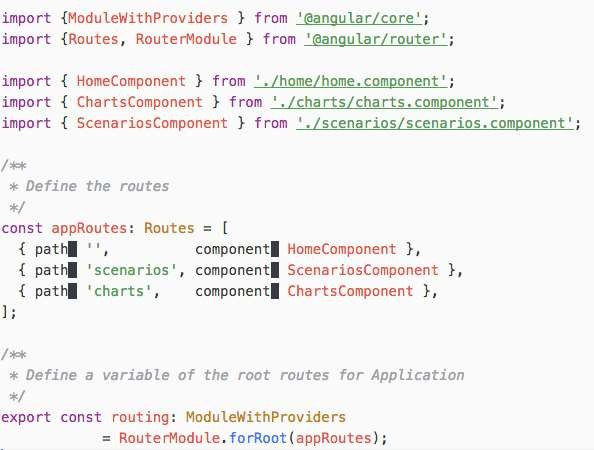 import {ModuleWithProviders } from '@angular/core';
import {Routes, RouterModule } from '@angular/router';

import { HomeComponent } from './home/home.component';
import { ChartsComponent } from './charts/charts.component';
import { ScenariosComponent } from './scenarios/scenarios.component';

/**
 * Define the routes
 */
const appRoutes: Routes = [
  { path '',          component HomeComponent },
  { path 'scenarios', component ScenariosComponent },
  { path 'charts',    component ChartsComponent },
];

/**
 * Define a variable of the root routes for Application
 */
export const routing: ModuleWithProviders
            = RouterModule.forRoot(appRoutes);